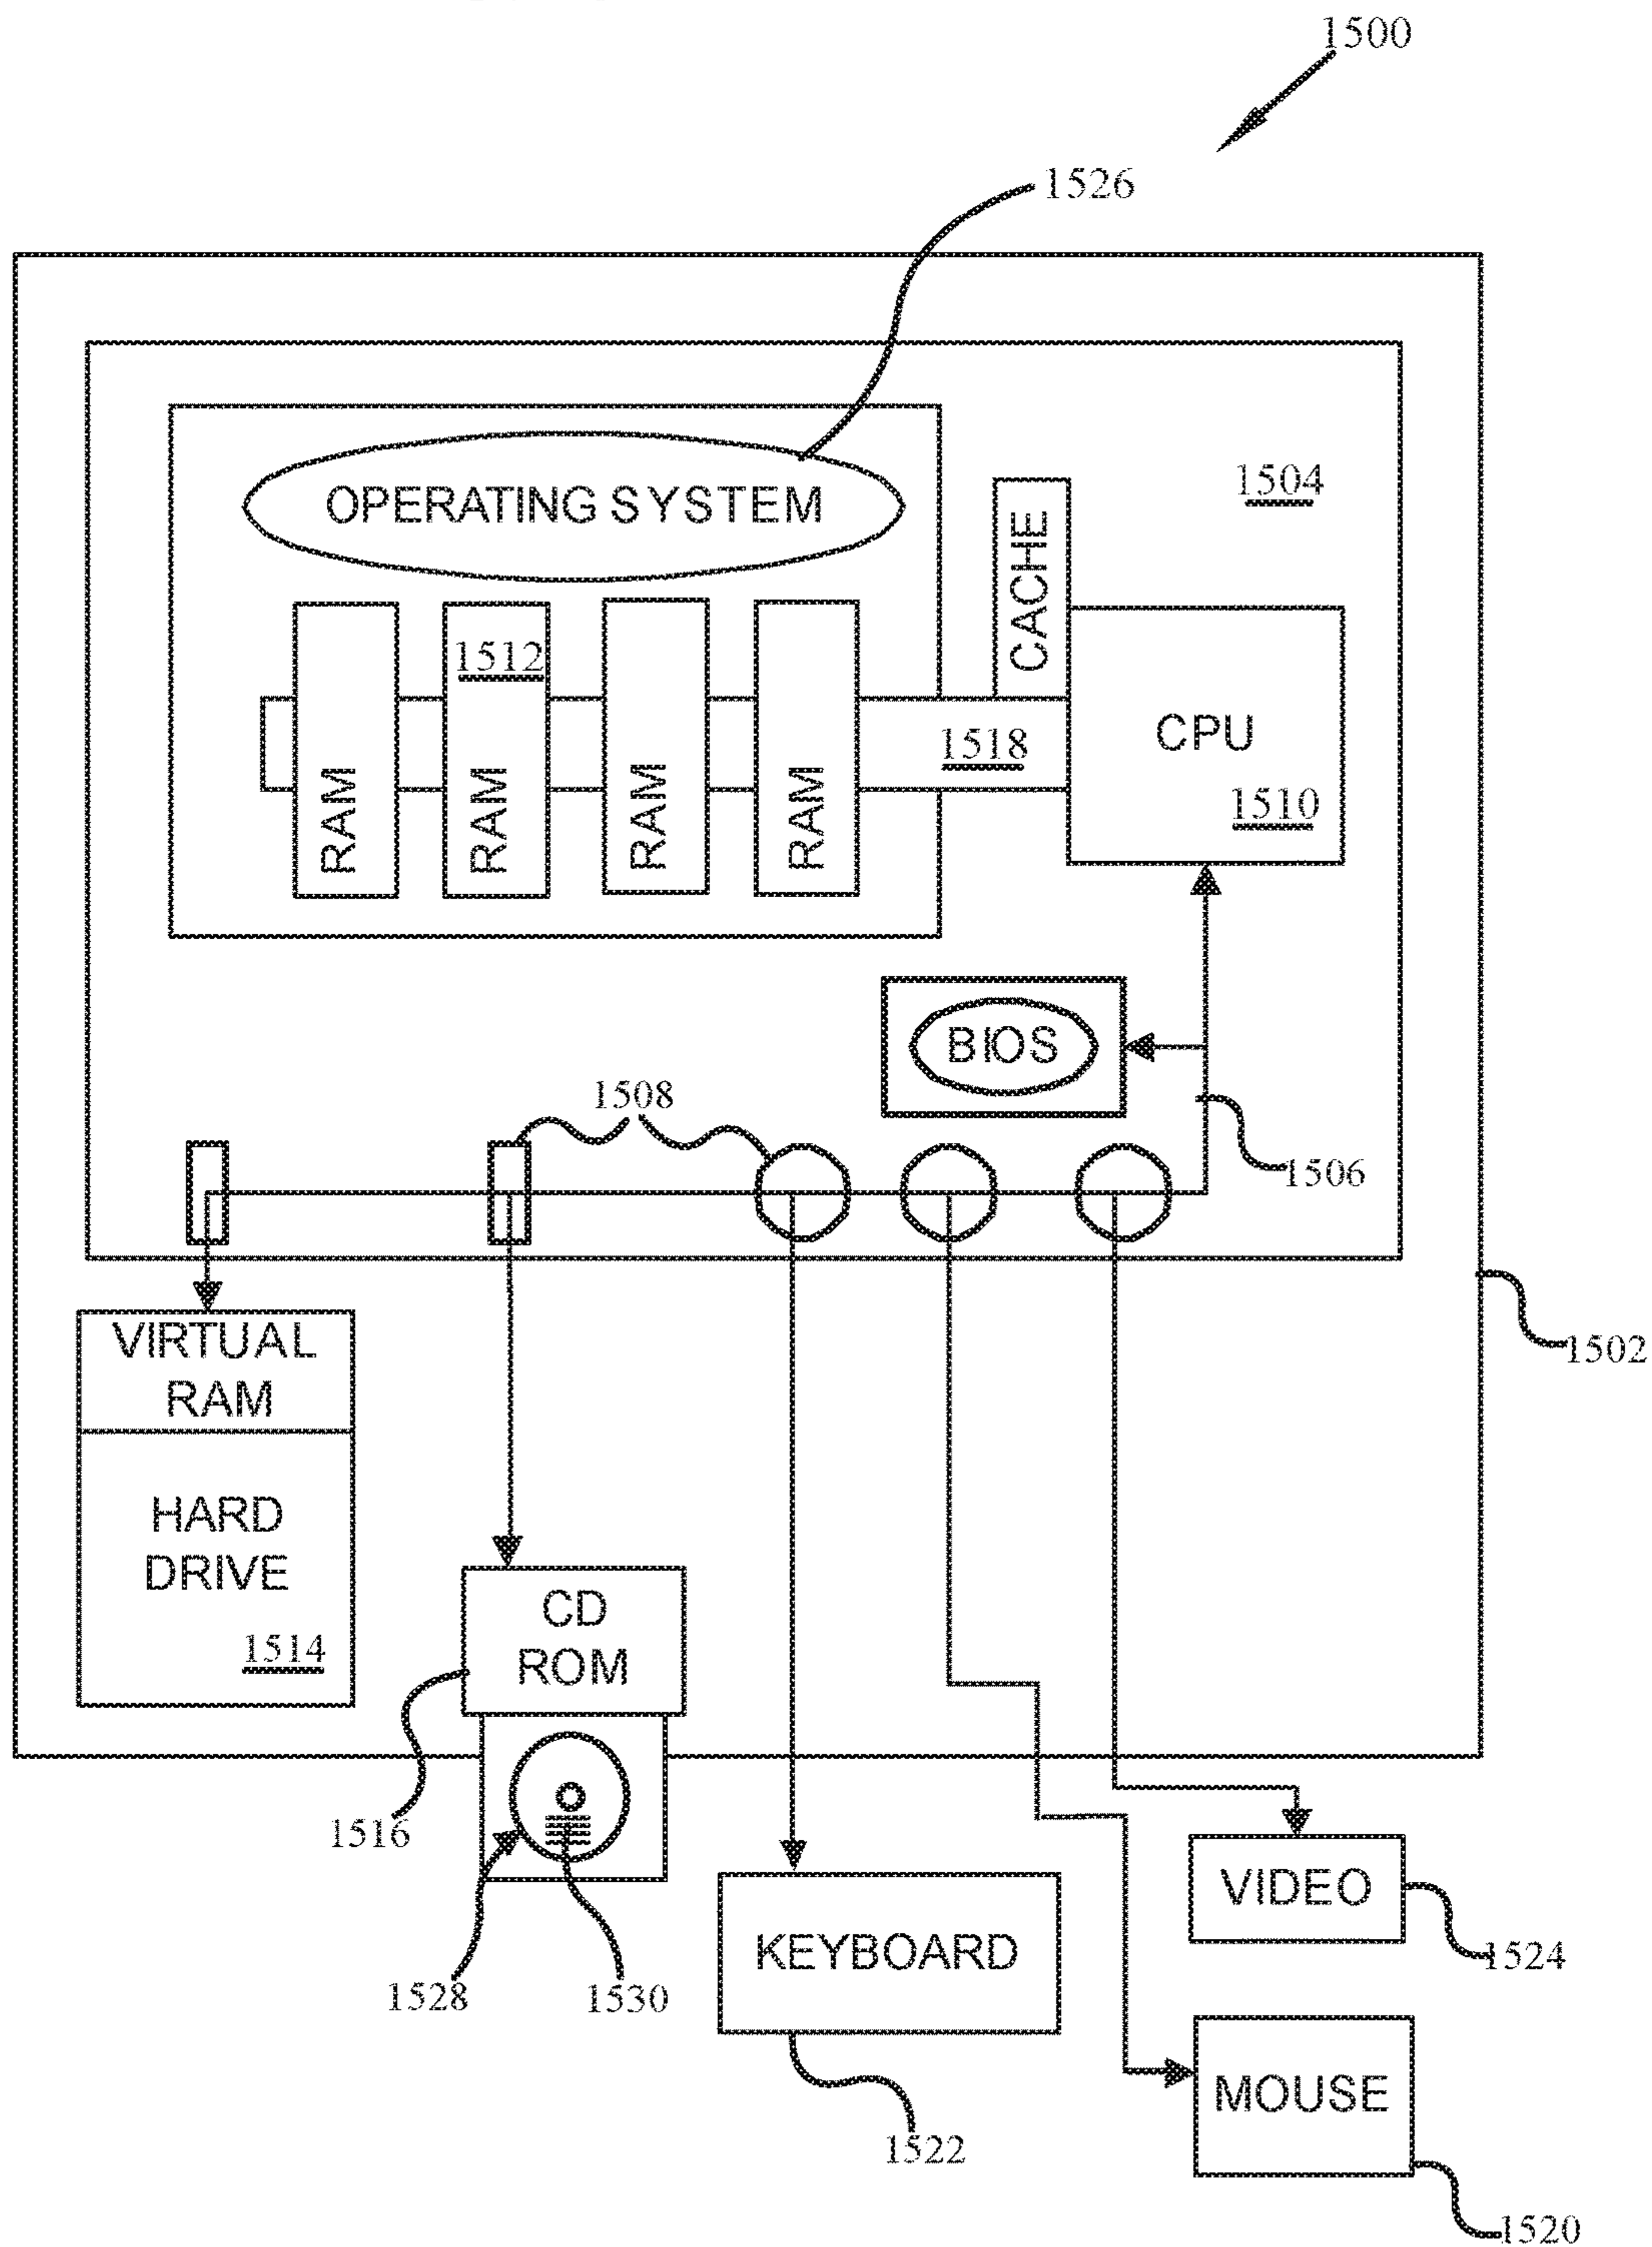 1500
1526
OPERATING SYSTEM
1504
CACHE
1512
1518
CPU
1510
RAM
RAM
RAM
RAM
BIOS
1508
1506
VIRTUAL
RAM
1502
HARD
DRIVE
1514
CD
ROM
1516
VIDEO
KEYBOARD
1524
1528
1530
MOUSE
1522
1520